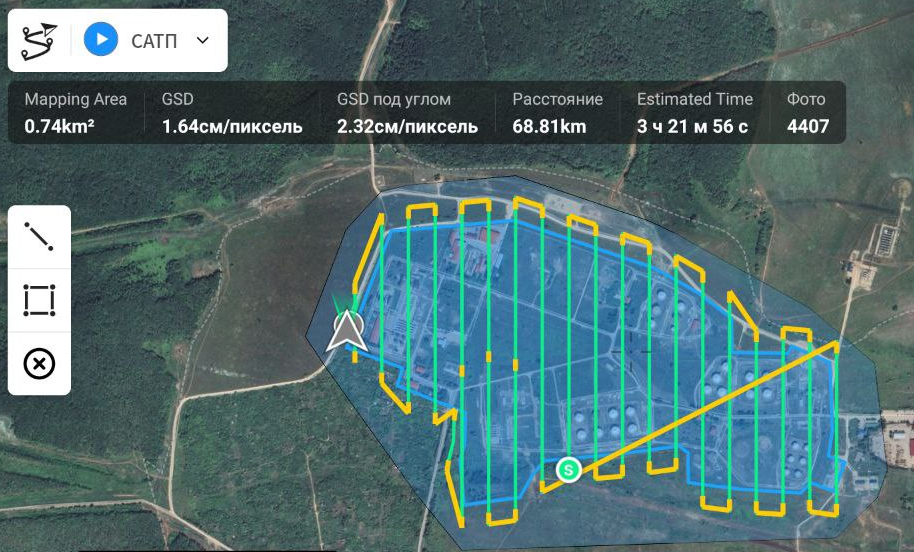 САТП
Mapping Area GSD GSD под углом Расстояние Estimated Time Фото
0.74km² 1.64см/пиксель 2.32см/пиксель 68.81km 3 ч 21 м 56 с 4407
S